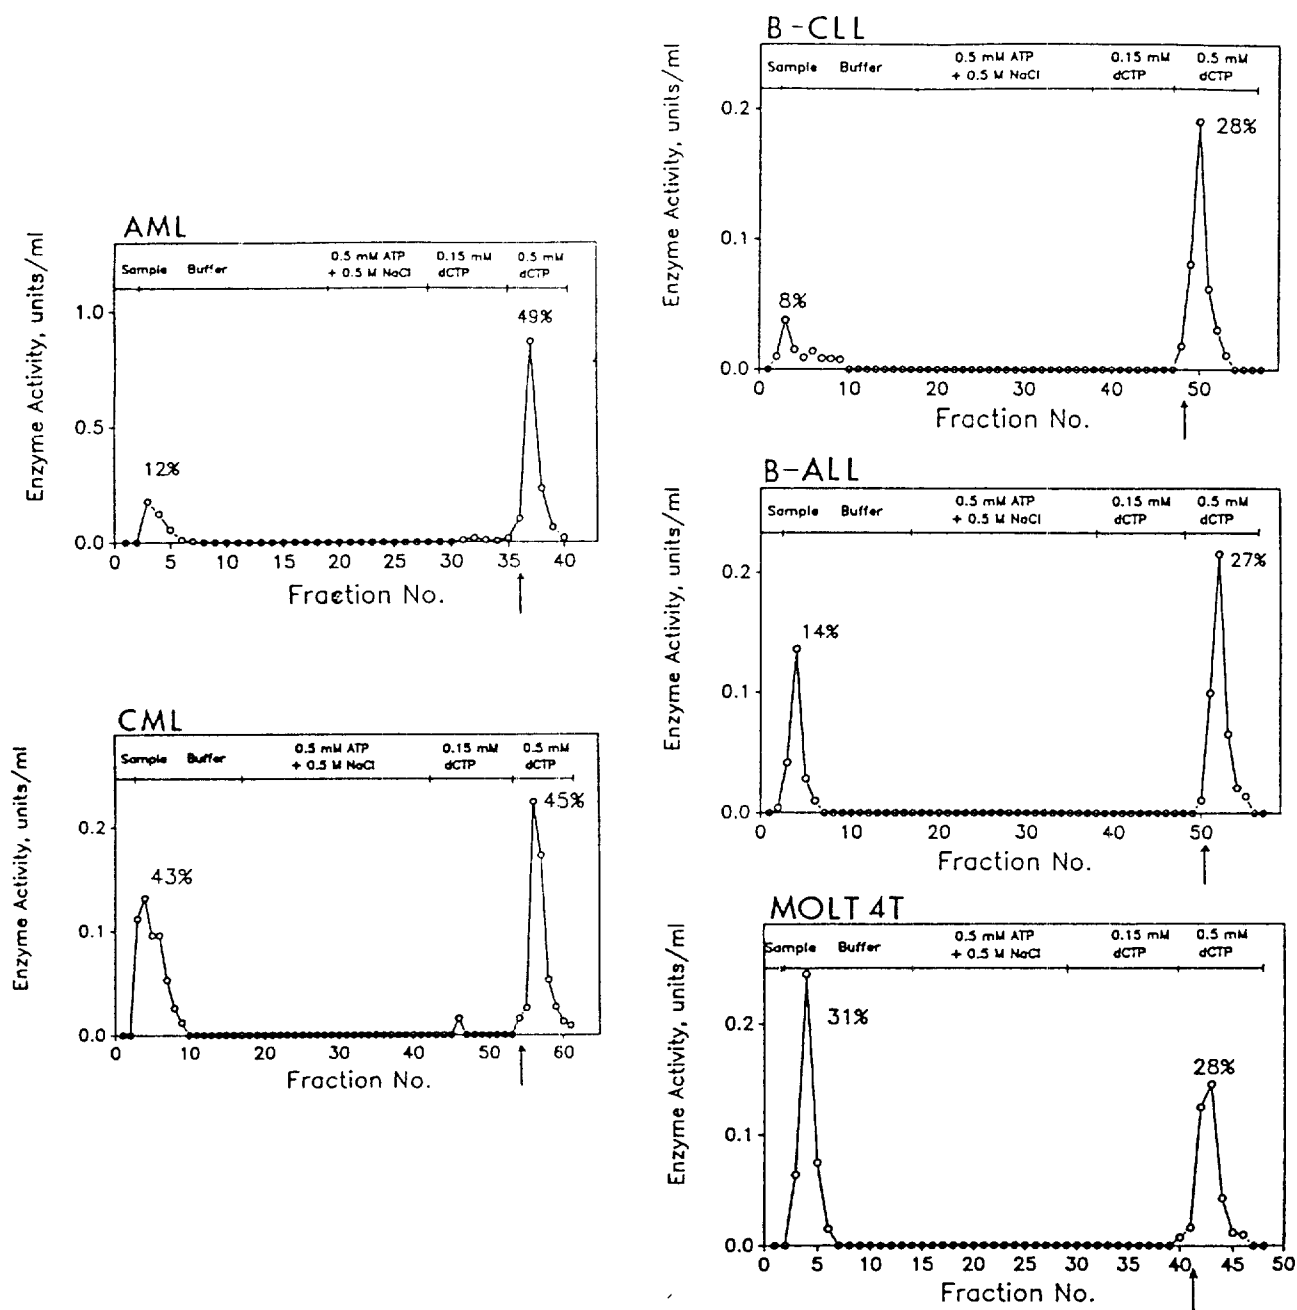 AML
Enzyme Activity, units/ml
0.5 mM ATP 0.15 mM 0.5 mM
Sample Buffer + 0.5 M NaCl dCTP dCTP
1.0
0.5
0.0
12%
49%
0 5 10 15 20 25 30 35 40
Fraction No.
CML
Enzyme Activity, units/ml
0.5 mM ATP 0.15 mM 0.5 mM
Sample Buffer + 0.5 M NaCl dCTP dCTP
0.2
0.1
0.0
43%
45%
0 10 20 30 40 50 60
Fraction No.
B-CLL
Enzyme Activity, units/ml
0.5 mM ATP 0.15 mM 0.5 mM
Sample Buffer + 0.5 M NaCl dCTP dCTP
0.2
0.1
0.0
8%
28%
0 10 20 30 40 50
Fraction No.
B-ALL
Enzyme Activity, units/ml
0.5 mM ATP 0.15 mM 0.5 mM
Sample Buffer + 0.5 M NaCl dCTP dCTP
0.2
0.1
0.0
14%
27%
0 10 20 30 40 50
Fraction No.
MOLT 4T
Enzyme Activity, units/ml
0.5 mM ATP 0.15 mM 0.5 mM
Sample Buffer + 0.5 M NaCl dCTP dCTP
0.2
0.1
0.0
31%
28%
0 5 10 15 20 25 30 35 40 45 50
Fraction No.